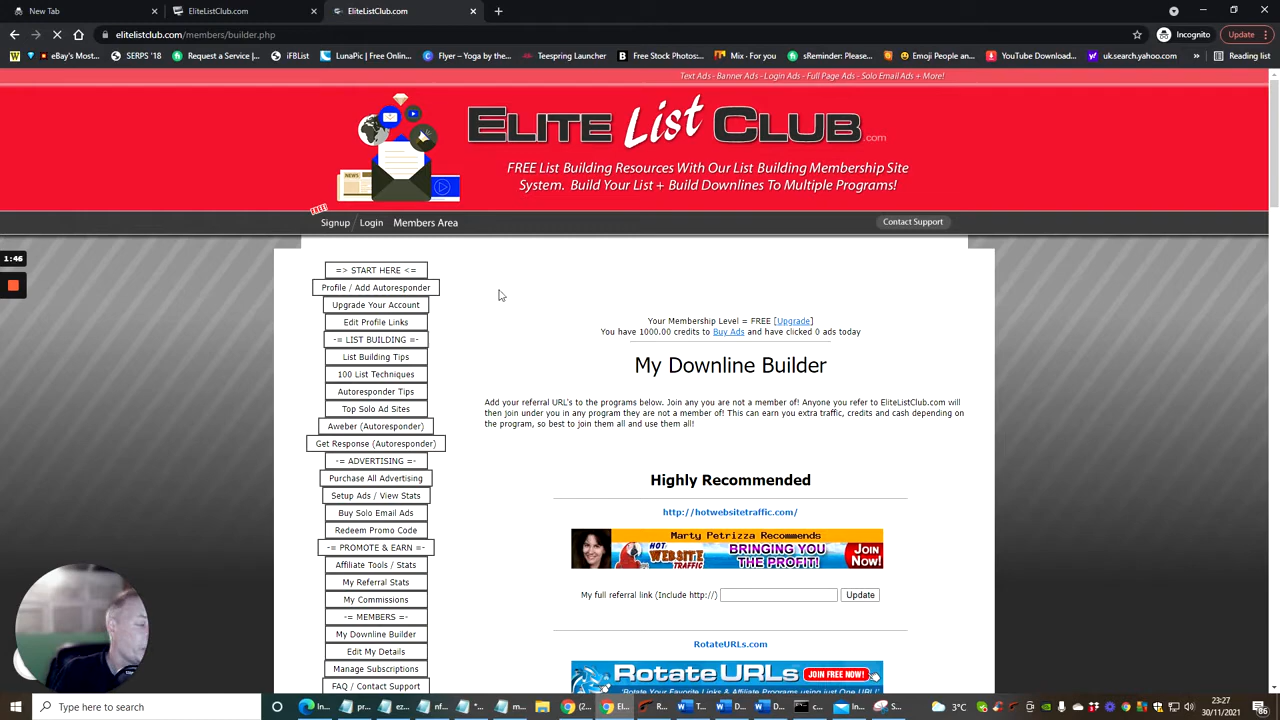 New Tab
EliteListClub.com
EliteListClub.com
elitelistclub.com/members/builder.php
Incognito
Update
eBay's Most...
SERPS '18
Request a Service |...
iFBList
LunaPic | Free Onlin...
Flyer – Yoga by the...
Teespring Launcher
Free Stock Photos:...
Mix · For you
sReminder: Please...
Emoji People an...
YouTube Download...
uk.search.yahoo.com
»
Reading list
Text Ads - Banner Ads - Login Ads - Full Page Ads - Solo Email Ads + More!
ELITE List CLUB.com
FREE List Building Resources With Our List Building Membership Site
System. Build Your List + Build Downlines To Multiple Programs!
NEWS
FREE!
Signup
Login
Members Area
Contact Support
1:46
=> START HERE <=
Profile / Add Autoresponder
Upgrade Your Account
Edit Profile Links
-= LIST BUILDING =-
List Building Tips
100 List Techniques
Autoresponder Tips
Top Solo Ad Sites
Aweber (Autoresponder)
Get Response (Autoresponder)
-= ADVERTISING =-
Purchase All Advertising
Setup Ads / View Stats
Buy Solo Email Ads
Redeem Promo Code
-= PROMOTE & EARN =-
Affiliate Tools / Stats
My Referral Stats
My Commissions
-= MEMBERS =-
My Downline Builder
Edit My Details
Manage Subscriptions
FAQ / Contact Support
Your Membership Level = FREE [Upgrade]
You have 1000.00 credits to Buy Ads and have clicked 0 ads today
My Downline Builder
Add your referral URL's to the programs below. Join any you are not a member of! Anyone you refer to EliteListClub.com will
then join under you in any program they are not a member of! This can earn you extra traffic, credits and cash depending on
the program, so best to join them all and use them all!
Highly Recommended
http://hotwebsitetraffic.com/
Marty Petrizza Recommends
HOT WEBSITE TRAFFIC
BRINGING YOU
THE PROFIT!
JOIN Now!
My full referral link (Include http://)
Update
RotateURLs.com
RotateURLs
JOIN FREE NOW!
'Rotate Your Favorite Links & Affiliate Programs using just One URL!'
Type here to search
3°C
23:27
30/11/2021